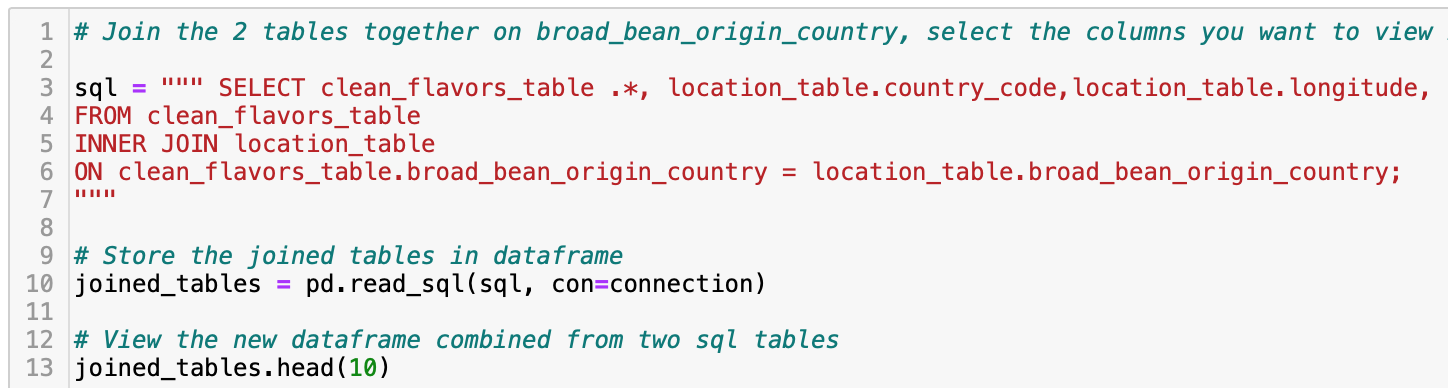 1 # Join the 2 tables together on broad_bean_origin_country, select the columns you want to view
2
3 sql = """ SELECT clean_flavors_table .*, location_table.country_code,location_table.longitude,
4 FROM clean_flavors_table
5 INNER JOIN location_table
6 ON clean_flavors_table.broad_bean_origin_country = location_table.broad_bean_origin_country;
7 """
8
9 # Store the joined tables in dataframe
10 joined_tables = pd.read_sql(sql, con=connection)
11
12 # View the new dataframe combined from two sql tables
13 joined_tables.head(10)